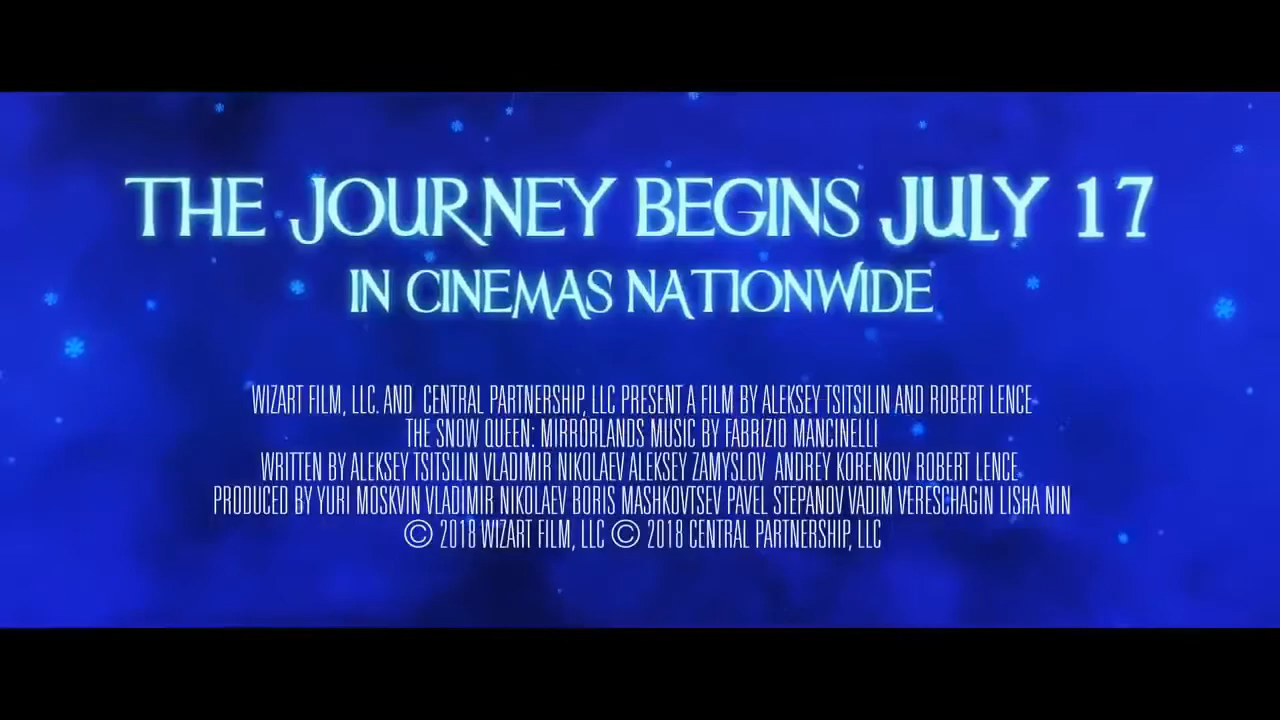 THE JOURNEY BEGINS JULY 17
IN CINEMAS NATIONWIDE
WIZART FILM, LLC. AND CENTRAL PARTNERSHIP, LLC PRESENT A FILM BY ALEKSEY TSITSILIN AND ROBERT LENCE
THE SNOW QUEEN: MIRRORLANDS MUSIC BY FABRIZIO MANCINELLI
WRITTEN BY ALEKSEY TSITSILIN VLADIMIR NIKOLAEV ALEKSEY ZAMYSLOV ANDREY KORENKOV ROBERT LENCE
PRODUCED BY YURI MOSKVIN VLADIMIR NIKOLAEV BORIS MASHKOVTSEV PAVEL STEPANOV VADIM VERESCHAGIN LISHA NIN
© 2018 WIZART FILM, LLC © 2018 CENTRAL PARTNERSHIP, LLC